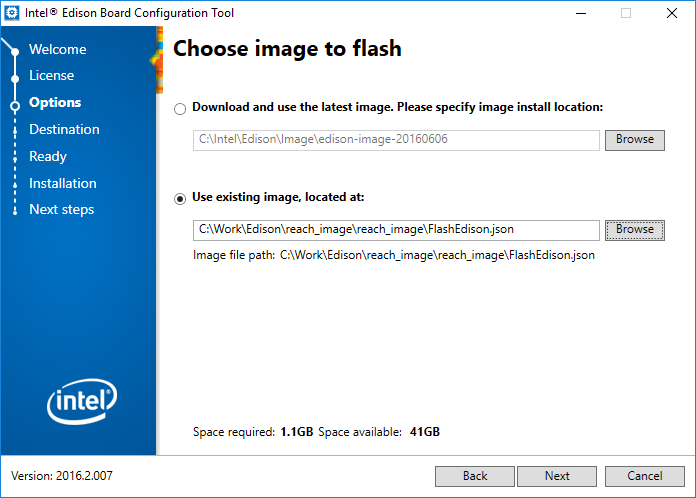 Intel® Edison Board Configuration Tool
Welcome
License
Options
Destination
Ready
Installation
Next steps
intel
Choose image to flash
Download and use the latest image. Please specify image install location:
C:\Intel\Edison\Image\edison-image-20160606
Browse
Use existing image, located at:
C:\Work\Edison\reach_image\reach_image\FlashEdison.json
Browse
Image file path: C:\Work\Edison\reach_image\reach_image\FlashEdison.json
Space required: 1.1GB Space available: 41GB
Version: 2016.2.007
Back
Next
Cancel